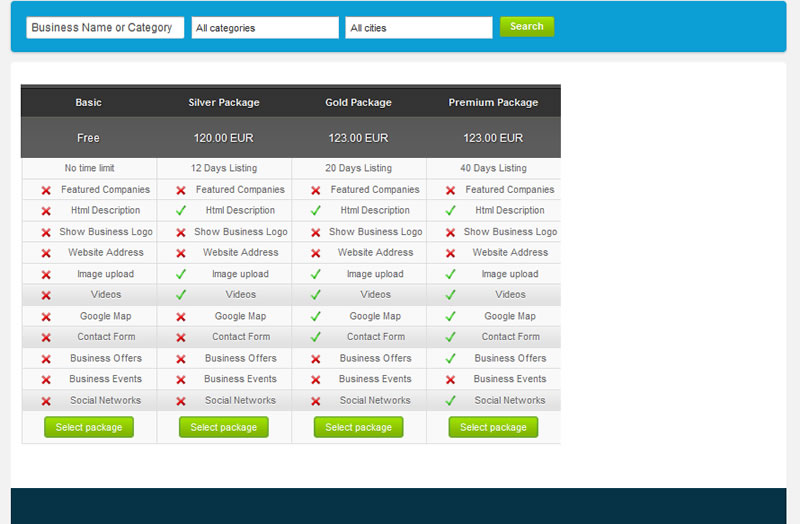 Business Name or Category All categories All cities Search
Basic Silver Package Gold Package Premium Package
Free 120.00 EUR 123.00 EUR 123.00 EUR
No time limit 12 Days Listing 20 Days Listing 40 Days Listing
Featured Companies Featured Companies Featured Companies Featured Companies
Html Description Html Description Html Description Html Description
Show Business Logo Show Business Logo Show Business Logo Show Business Logo
Website Address Website Address Website Address Website Address
Image upload Image upload Image upload Image upload
Videos Videos Videos Videos
Google Map Google Map Google Map Google Map
Contact Form Contact Form Contact Form Contact Form
Business Offers Business Offers Business Offers Business Offers
Business Events Business Events Business Events Business Events
Social Networks Social Networks Social Networks Social Networks
Select package Select package Select package Select package